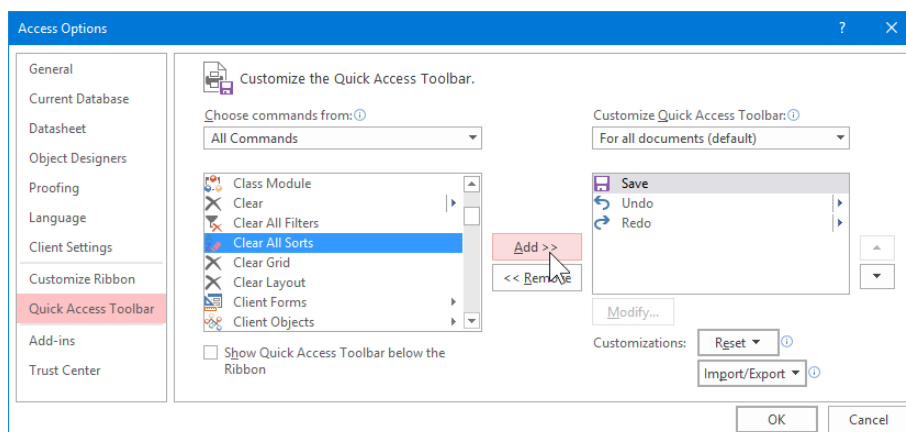 Access Options
?
General
Current Database
Datasheet
Object Designers
Proofing
Language
Client Settings
Customize Ribbon
Quick Access Toolbar
Add-ins
Trust Center
Customize the Quick Access Toolbar.
Choose commands from:
All Commands
Class Module
Clear
Clear All Filters
Clear All Sorts
Clear Grid
Clear Layout
Client Forms
Client Objects
Show Quick Access Toolbar below the
Ribbon
Add >>
<< Remove
Customize Quick Access Toolbar:
For all documents (default)
Save
Undo
Redo
Modify...
Customizations:
Reset
Import/Export
OK
Cancel